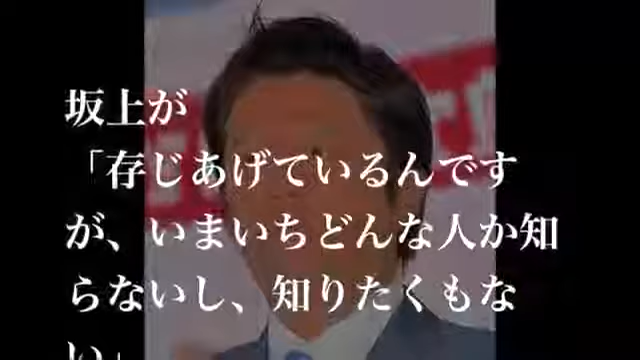 坂上が
「存じあげているんです
が、いまいちどんな人か知
らないし、知りたくもな
い」